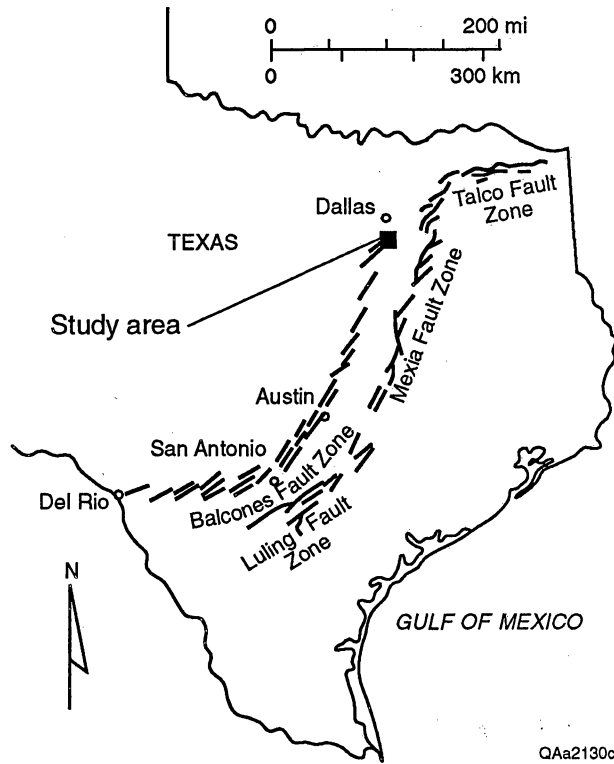 0 200 mi
0 300 km
Talco Fault
Zone
Dallas
TEXAS
Study area
Mexia Fault Zone
Austin
San Antonio
Balcones Fault Zone
Del Rio
Luling Fault
Zone
N
GULF OF MEXICO
QAa2130c